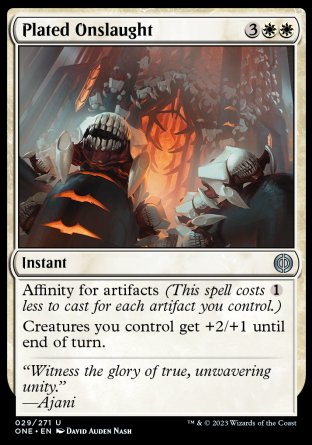 Plated Onslaught 3
Instant
Affinity for artifacts (This spell costs 1
less to cast for each artifact you control.)
Creatures you control get +2/+1 until
end of turn.
“Witness the glory of true, unwavering
unity.”
—Ajani
029/271 U
ONE • EN DAVID AUDEN NASH ™ & © 2023 Wizards of the Coast